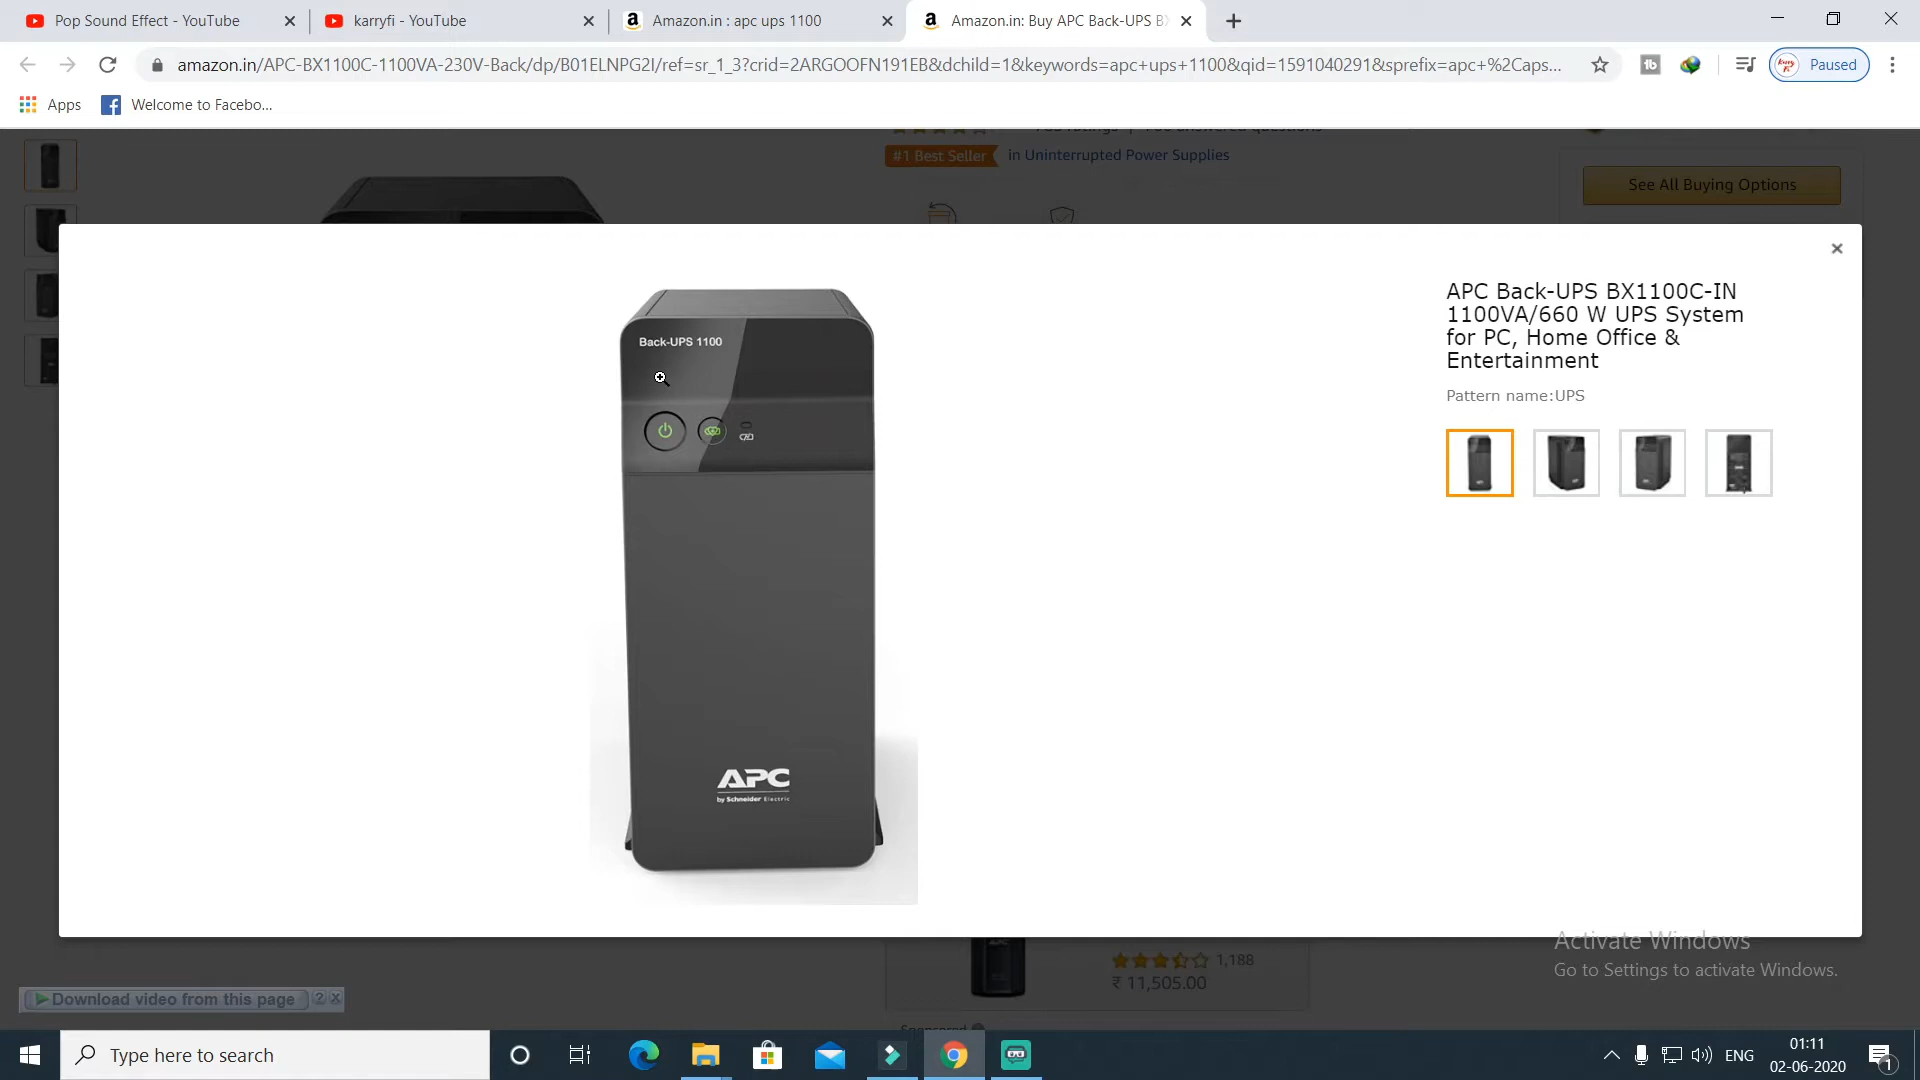 Pop Sound Effect - YouTube
karryfi - YouTube
Amazon.in : apc ups 1100
Amazon.in: Buy APC Back-UPS BX
amazon.in/APC-BX1100C-1100VA-230V-Back/dp/B01ELNPG2I/ref=sr_1_3?crid=2ARGOOFN191EB&dchild=1&keywords=apc+ups+1100&qid=1591040291&sprefix=apc+%2Caps...
Paused
Apps
Welcome to Facebo...
#1 Best Seller in Uninterrupted Power Supplies
See All Buying Options
APC Back-UPS BX1100C-IN
1100VA/660 W UPS System
for PC, Home Office &
Entertainment
Pattern name:UPS
Back-UPS 1100
APC
by Schneider Electric
1,188
₹ 11,505.00
Activate Windows
Go to Settings to activate Windows.
Download video from this page ? X
Type here to search
ENG
01:11
02-06-2020
1